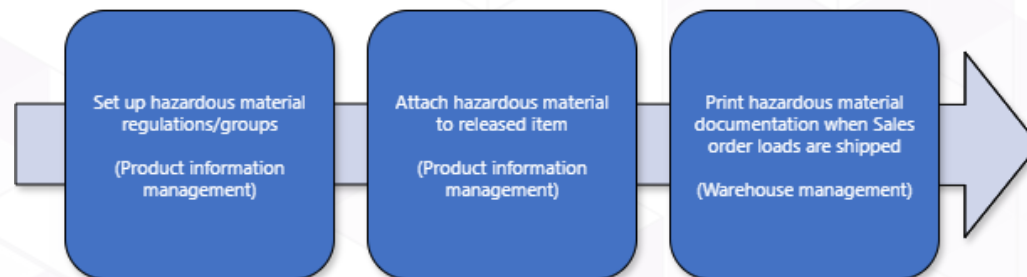 Set up hazardous material
regulations/groups
(Product information
management)
Attach hazardous material
to released item
(Product information
management)
Print hazardous material
documentation when Sales
order loads are shipped
(Warehouse management)